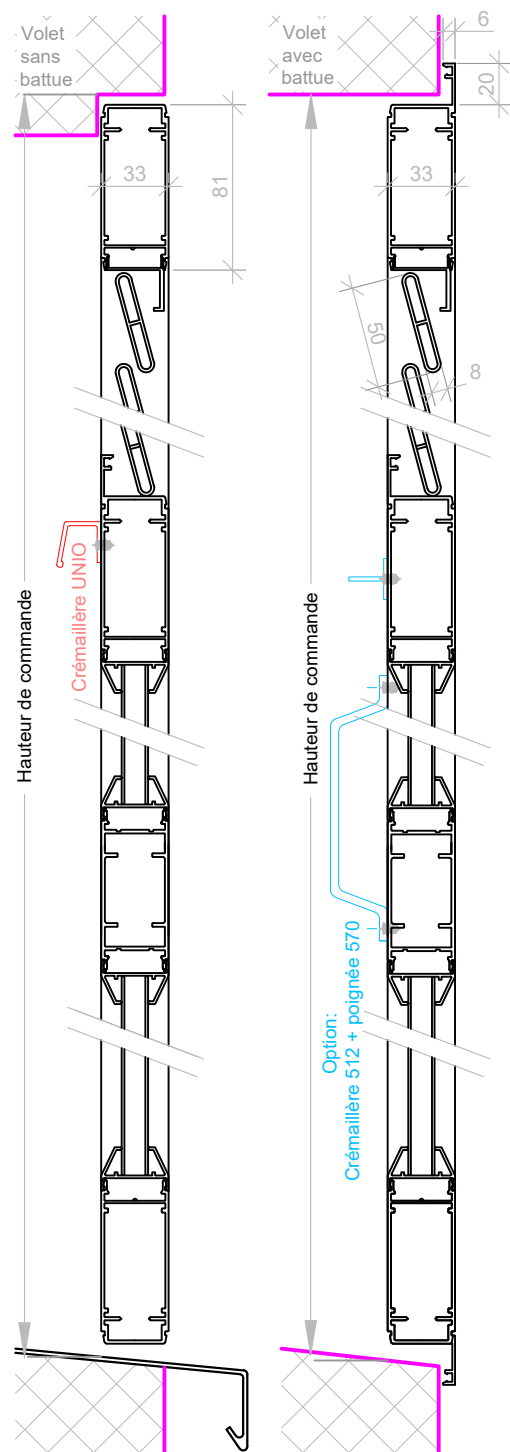 Volet
sans
battue
Volet
avec
battue
6
20
33
81
33
50
8
Crémaillère UNIO
Hauteur de commande
Hauteur de commande
Option:
Crémaillère 512 + poignée 570